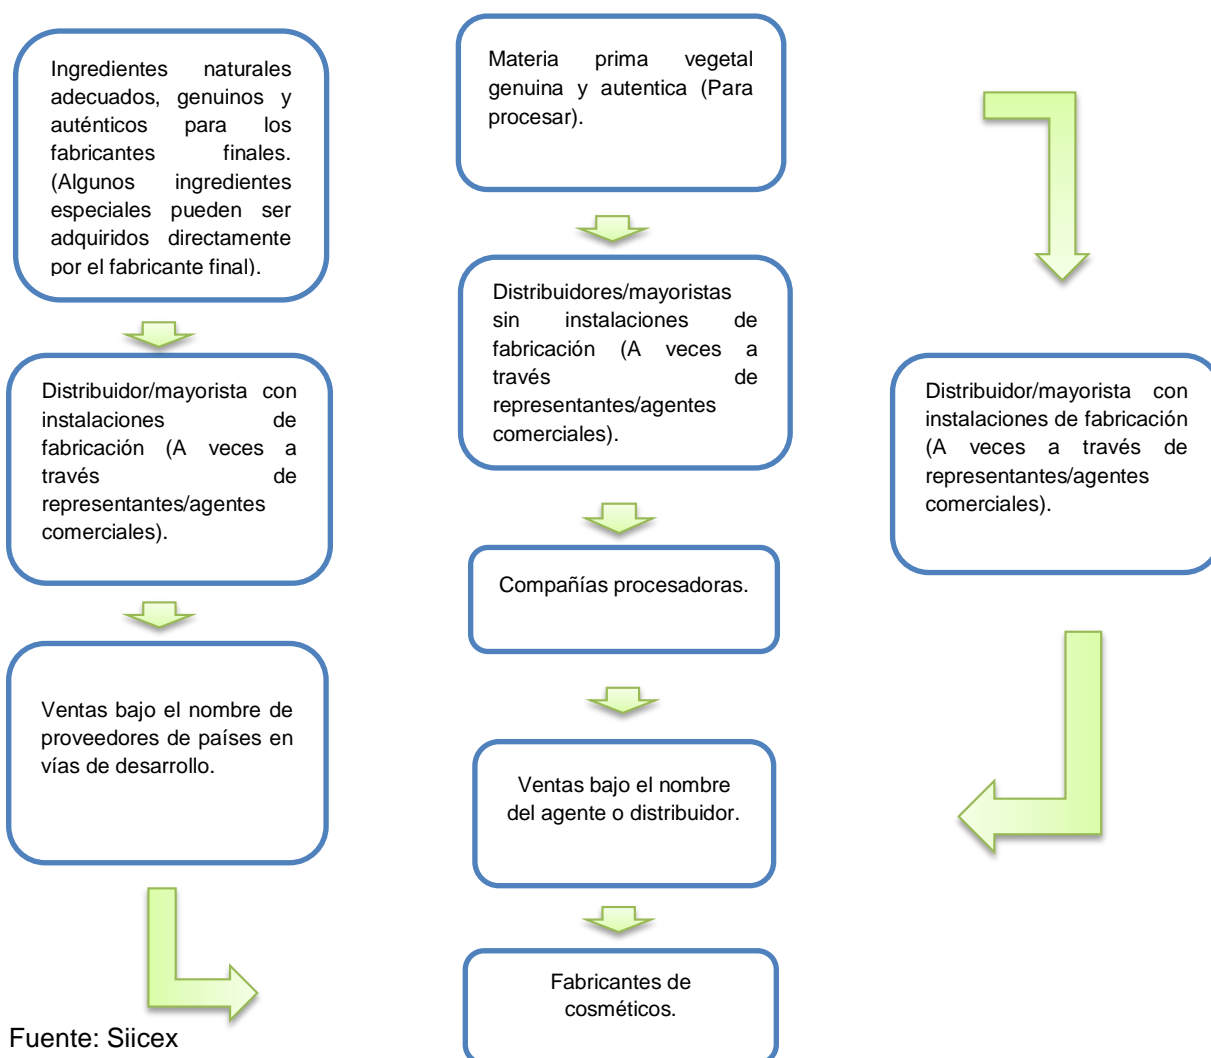 Ingredientes naturales
adecuados, genuinos y
auténticos para los
fabricantes finales.
(Algunos ingredientes
especiales pueden ser
adquiridos directamente
por el fabricante final).
Distribuidor/mayorista con
instalaciones de
fabricación (A veces a
través de
representantes/agentes
comerciales).
Ventas bajo el nombre de
proveedores de países en
vías de desarrollo.
Materia prima vegetal
genuina y autentica (Para
procesar).
Distribuidores/mayoristas
sin instalaciones de
fabricación (A veces a
través de
representantes/agentes
comerciales).
Compañías procesadoras.
Ventas bajo el nombre
del agente o distribuidor.
Fabricantes de
cosméticos.
Distribuidor/mayorista con
instalaciones de fabricación
(A veces a través de
representantes/agentes
comerciales).
Fuente: Siicex